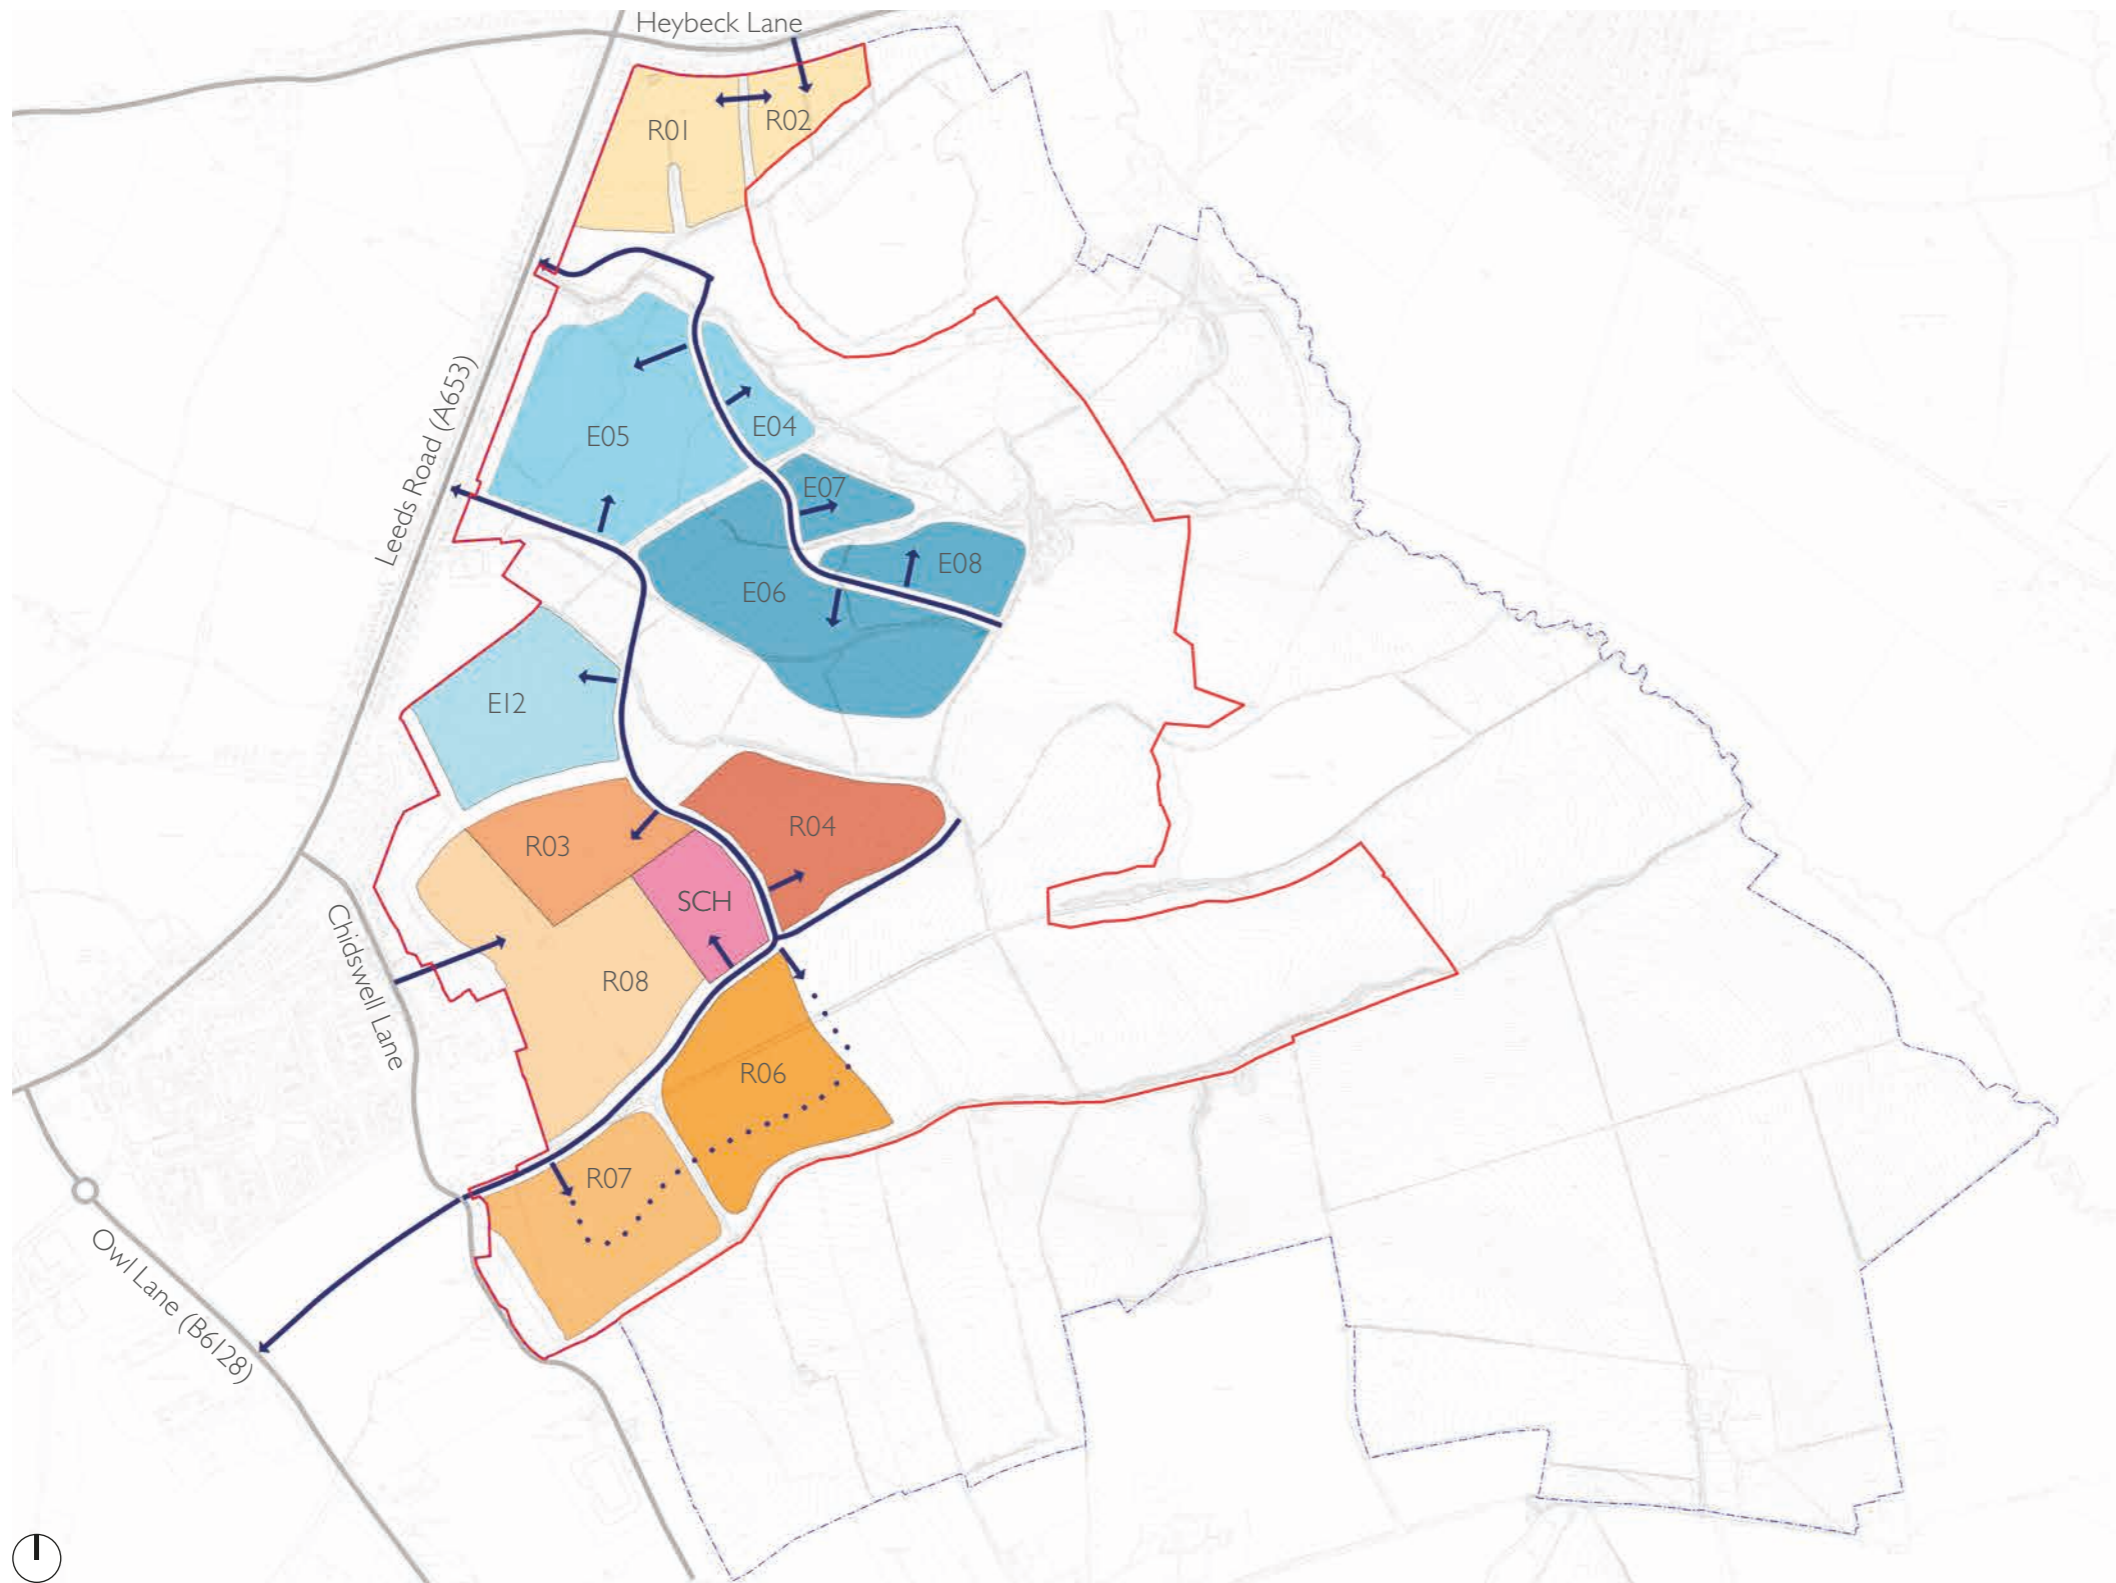 Heybeck Lane
R01
R02
Leeds Road (A653)
E05
E04
E07
E08
E06
E12
R03
R04
SCH
R08
Chidswell Lane
R06
R07
Owl Lane (B6128)